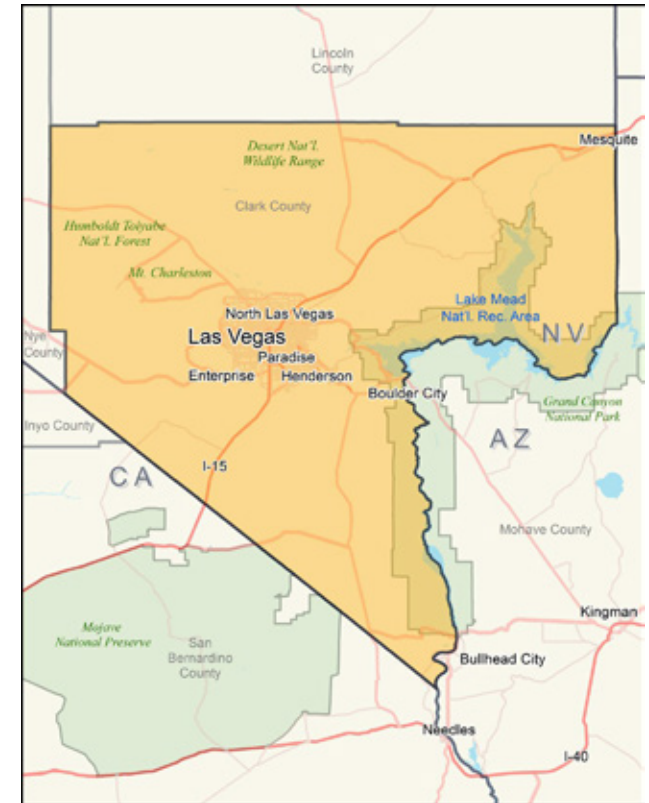 Lincoln
County
Mesquite
Desert Nat'l.
Wildlife Range
Clark County
Humboldt Toiyabe
Nat'l. Forest
Mt. Charleston
Lake Mead
Nat'l. Rec. Area
North Las Vegas
Las Vegas
NV
Nye
County
Paradise
Enterprise
Henderson
Boulder City
Grand Canyon
National Park
Inyo County
AZ
CA
I-15
Mohave County
Kingman
Mojave
National Preserve
San
Bernardino
County
Bullhead City
Needles
I-40